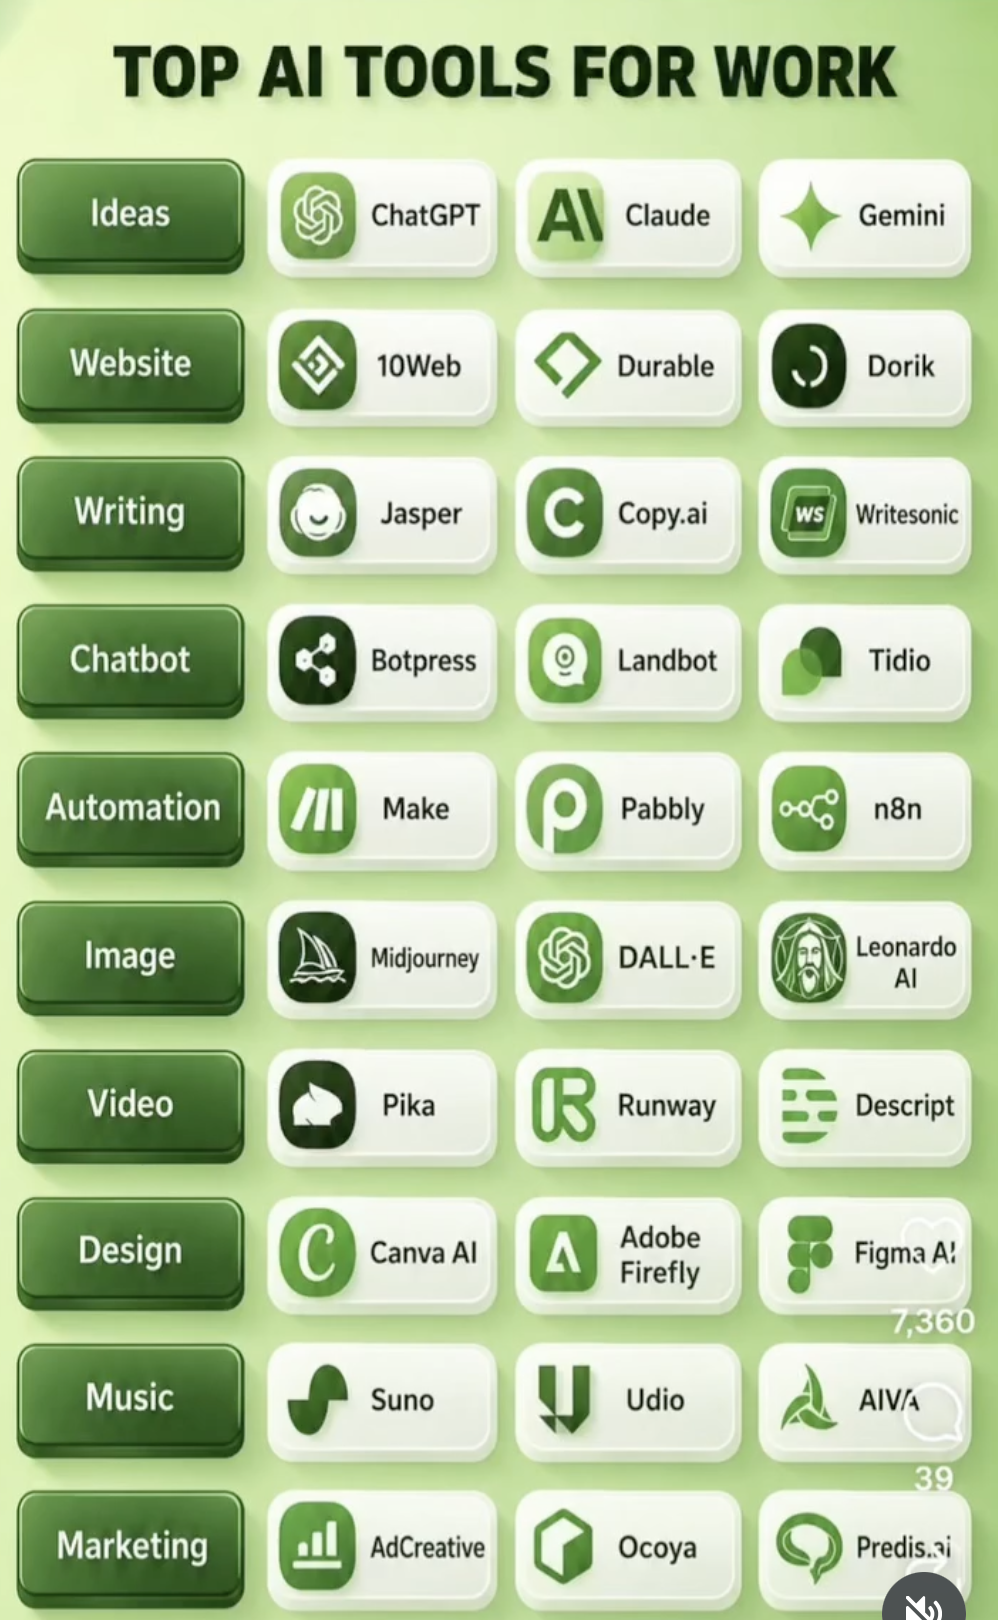 TOP AI TOOLS FOR WORK
Ideas
ChatGPT
AI
Claude
Gemini
Website
10Web
Durable
Dorik
Writing
Jasper
C
Copy.ai
WS
Writesonic
Chatbot
Botpress
Landbot
Tidio
Automation
Make
Pabbly
n8n
Image
Midjourney
DALL·E
Leonardo
AI
Video
Pika
R
Runway
Descript
Design
C
Canva AI
Adobe
Firefly
Figma AI
7,360
Music
Suno
Udio
AIVA
39
Marketing
AdCreative
Ocoya
Predis.ai